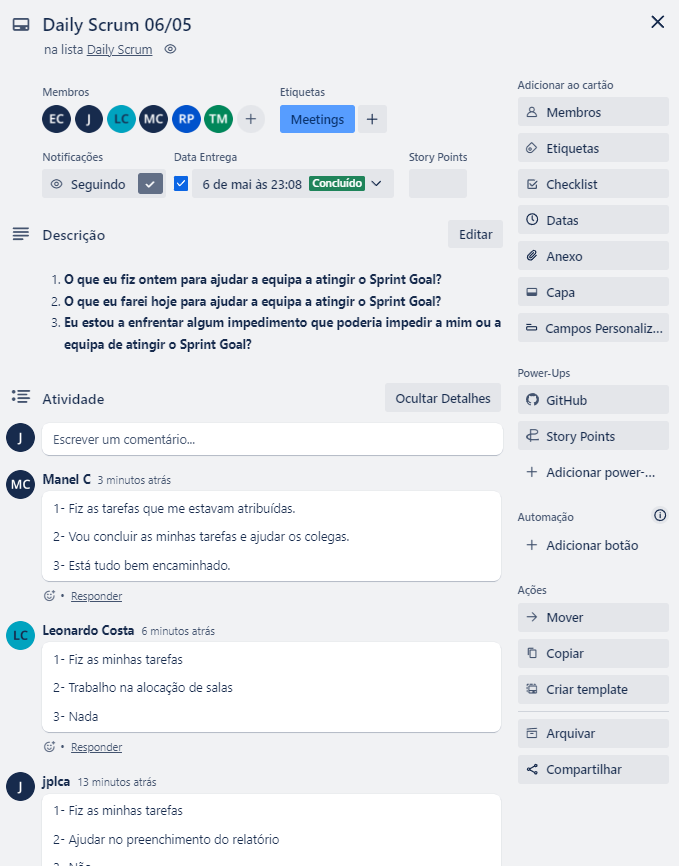 Daily Scrum 06/05
na lista Daily Scrum
Membros
EC J LC MC RP TM +
Etiquetas
Meetings +
Notificações
Seguindo
Data Entrega
6 de mai às 23:08 Concluído
Story Points
Descrição
Editar
1. O que eu fiz ontem para ajudar a equipa a atingir o Sprint Goal?
2. O que eu farei hoje para ajudar a equipa a atingir o Sprint Goal?
3. Eu estou a enfrentar algum impedimento que poderia impedir a mim ou a
equipa de atingir o Sprint Goal?
Atividade
Ocultar Detalhes
J
Escrever um comentário...
MC
Manel C 3 minutos atrás
1- Fiz as tarefas que me estavam atribuídas.
2- Vou concluir as minhas tarefas e ajudar os colegas.
3- Está tudo bem encaminhado.
• Responder
LC
Leonardo Costa 6 minutos atrás
1- Fiz as minhas tarefas
2- Trabalho na alocação de salas
3- Nada
• Responder
J
jplca 13 minutos atrás
1- Fiz as minhas tarefas
2- Ajudar no preenchimento do relatório
3- Não
Adicionar ao cartão
Membros
Etiquetas
Checklist
Datas
Anexo
Capa
Campos Personaliz...
Power-Ups
GitHub
Story Points
+ Adicionar power-...
Automação
+ Adicionar botão
Ações
Mover
Copiar
Criar template
Arquivar
Compartilhar